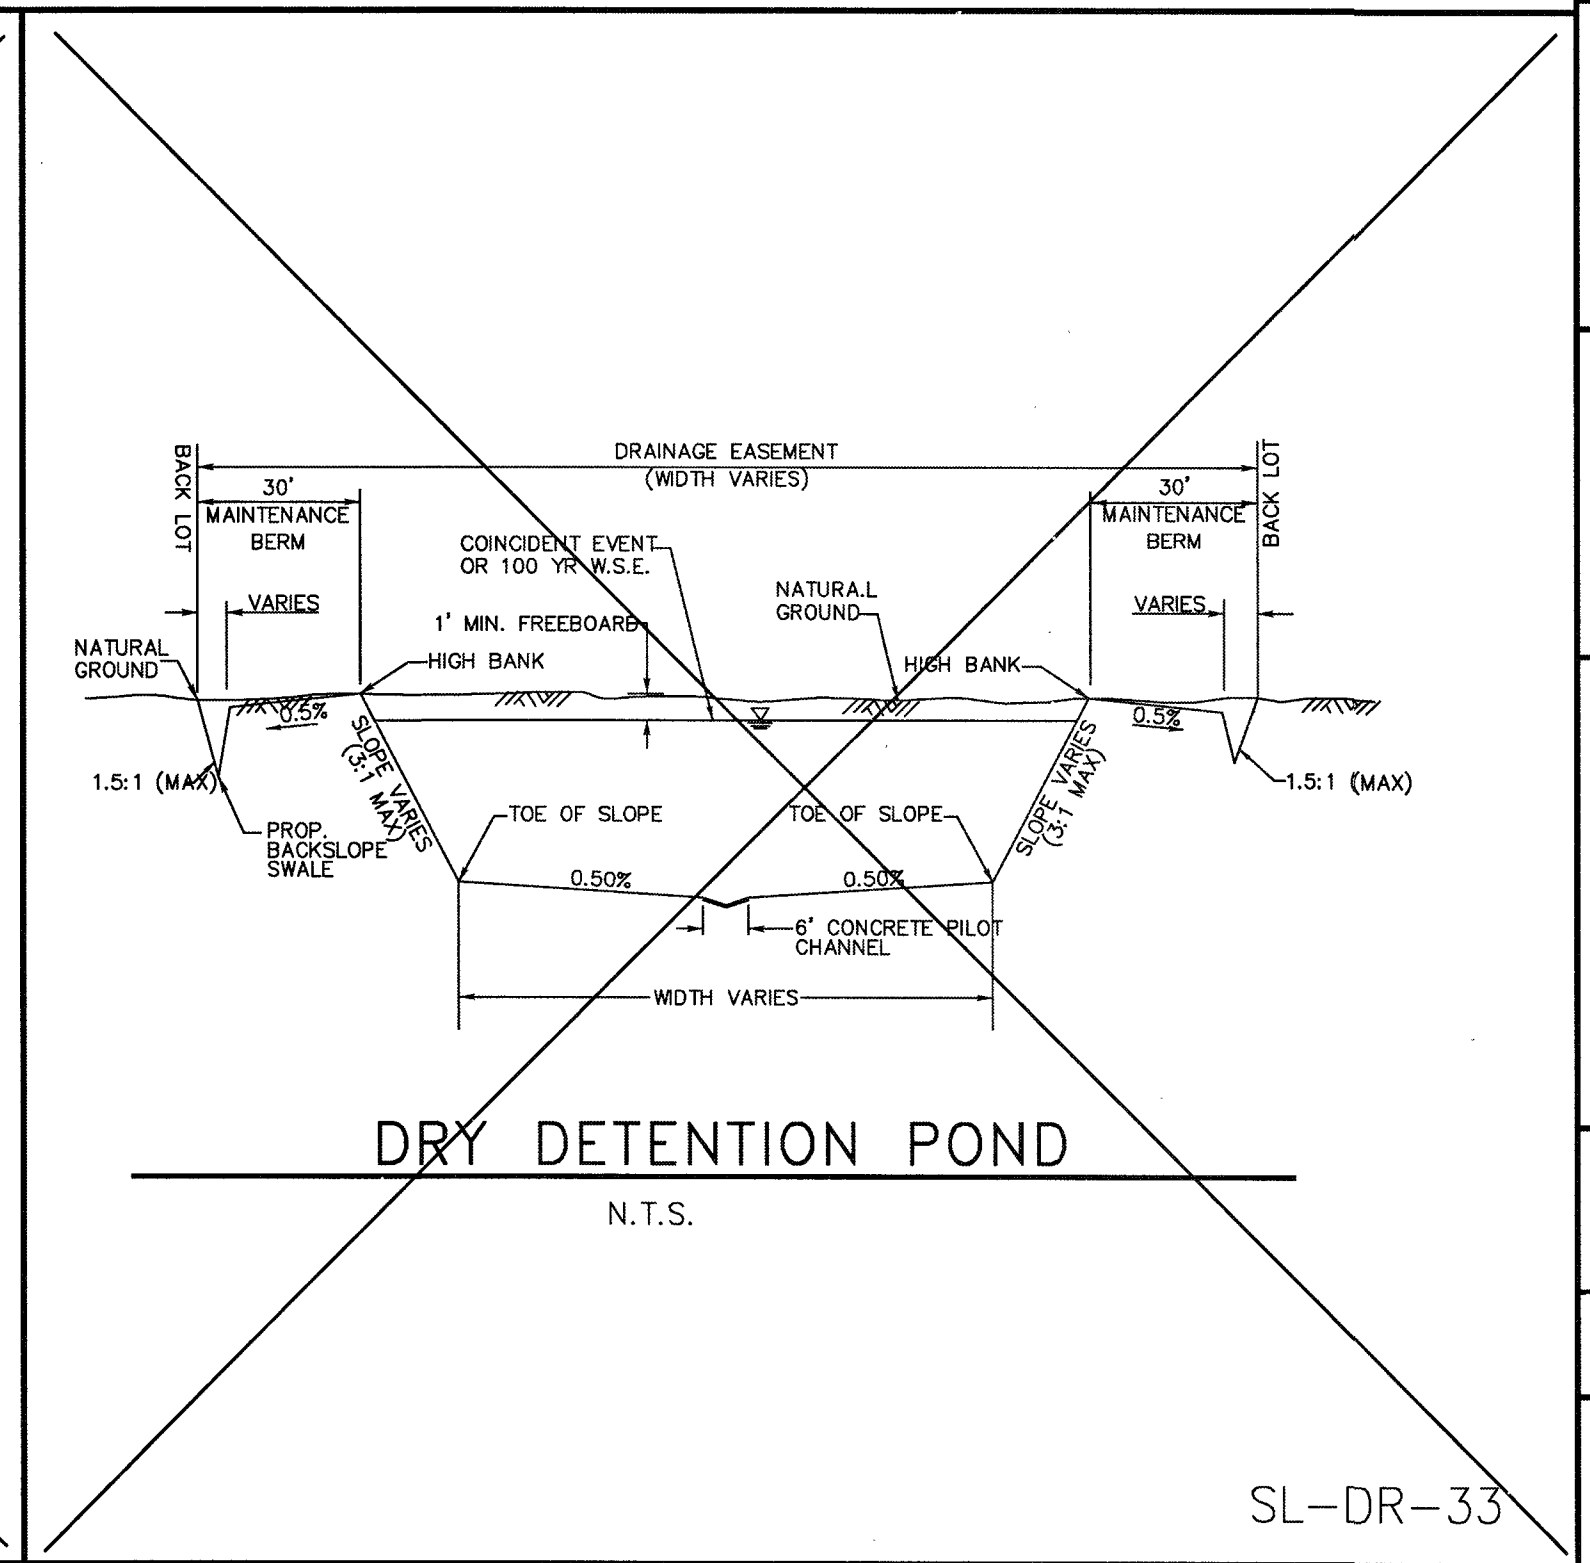 DRAINAGE EASEMENT
(WIDTH VARIES)
BACK LOT
30'
MAINTENANCE
BERM
30'
MAINTENANCE
BERM
BACK LOT
COINCIDENT EVENT
OR 100 YR W.S.E.
NATURA.L
GROUND
VARIES
VARIES
1' MIN. FREEBOARD
NATURAL
GROUND
HIGH BANK
HIGH BANK
0.5%
0.5%
SLOPE VARIES
(3:1 MAX)
SLOPE VARIES
(3:1 MAX)
1.5:1 (MAX)
1.5:1 (MAX)
TOE OF SLOPE
TOE OF SLOPE
PROP.
BACKSLOPE
SWALE
0.50%
0.50%
6' CONCRETE PILOT
CHANNEL
WIDTH VARIES
DRY DETENTION POND
N.T.S.
SL-DR-33